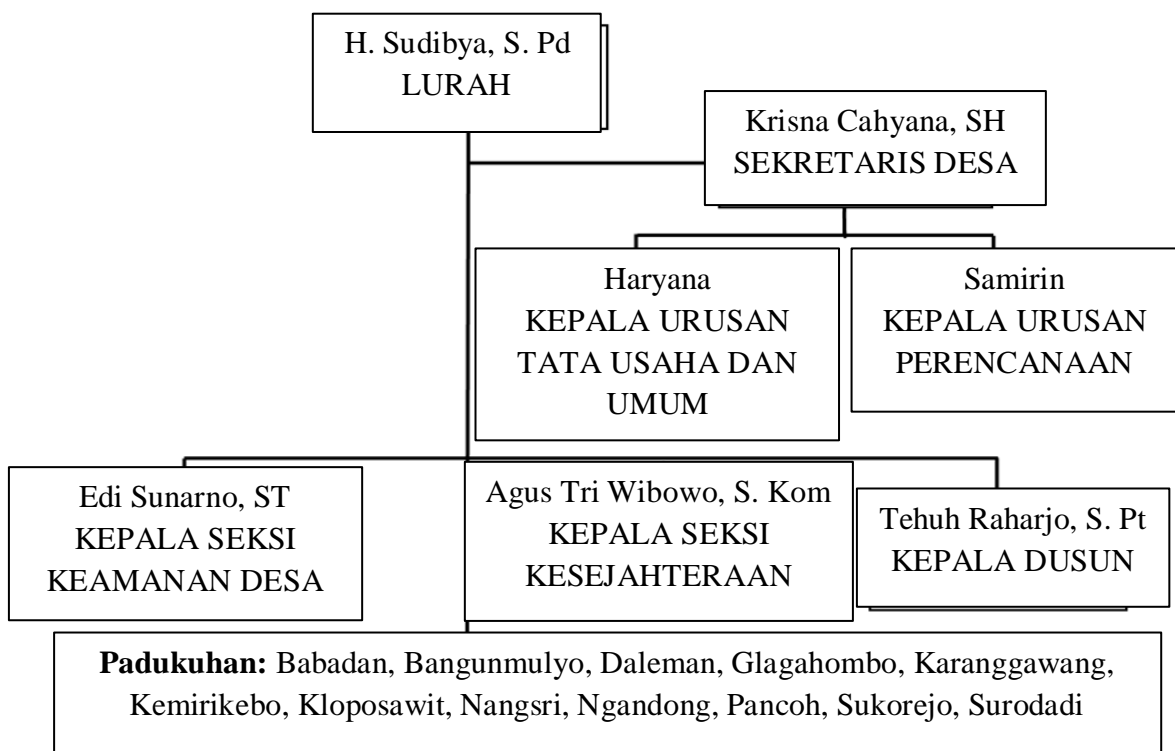 H. Sudibya, S. Pd
LURAH
Krisna Cahyana, SH
SEKRETARIS DESA
Haryana
KEPALA URUSAN
TATA USAHA DAN
UMUM
Samirin
KEPALA URUSAN
PERENCANAAN
Edi Sunarno, ST
KEPALA SEKSI
KEAMANAN DESA
Agus Tri Wibowo, S. Kom
KEPALA SEKSI
KESEJAHTERAAN
Tehuh Raharjo, S. Pt
KEPALA DUSUN
Padukuhan: Babadan, Bangunmulyo, Daleman, Glagahombo, Karanggawang,
Kemirikebo, Kloposawit, Nangsri, Ngandong, Pancoh, Sukorejo, Surodadi